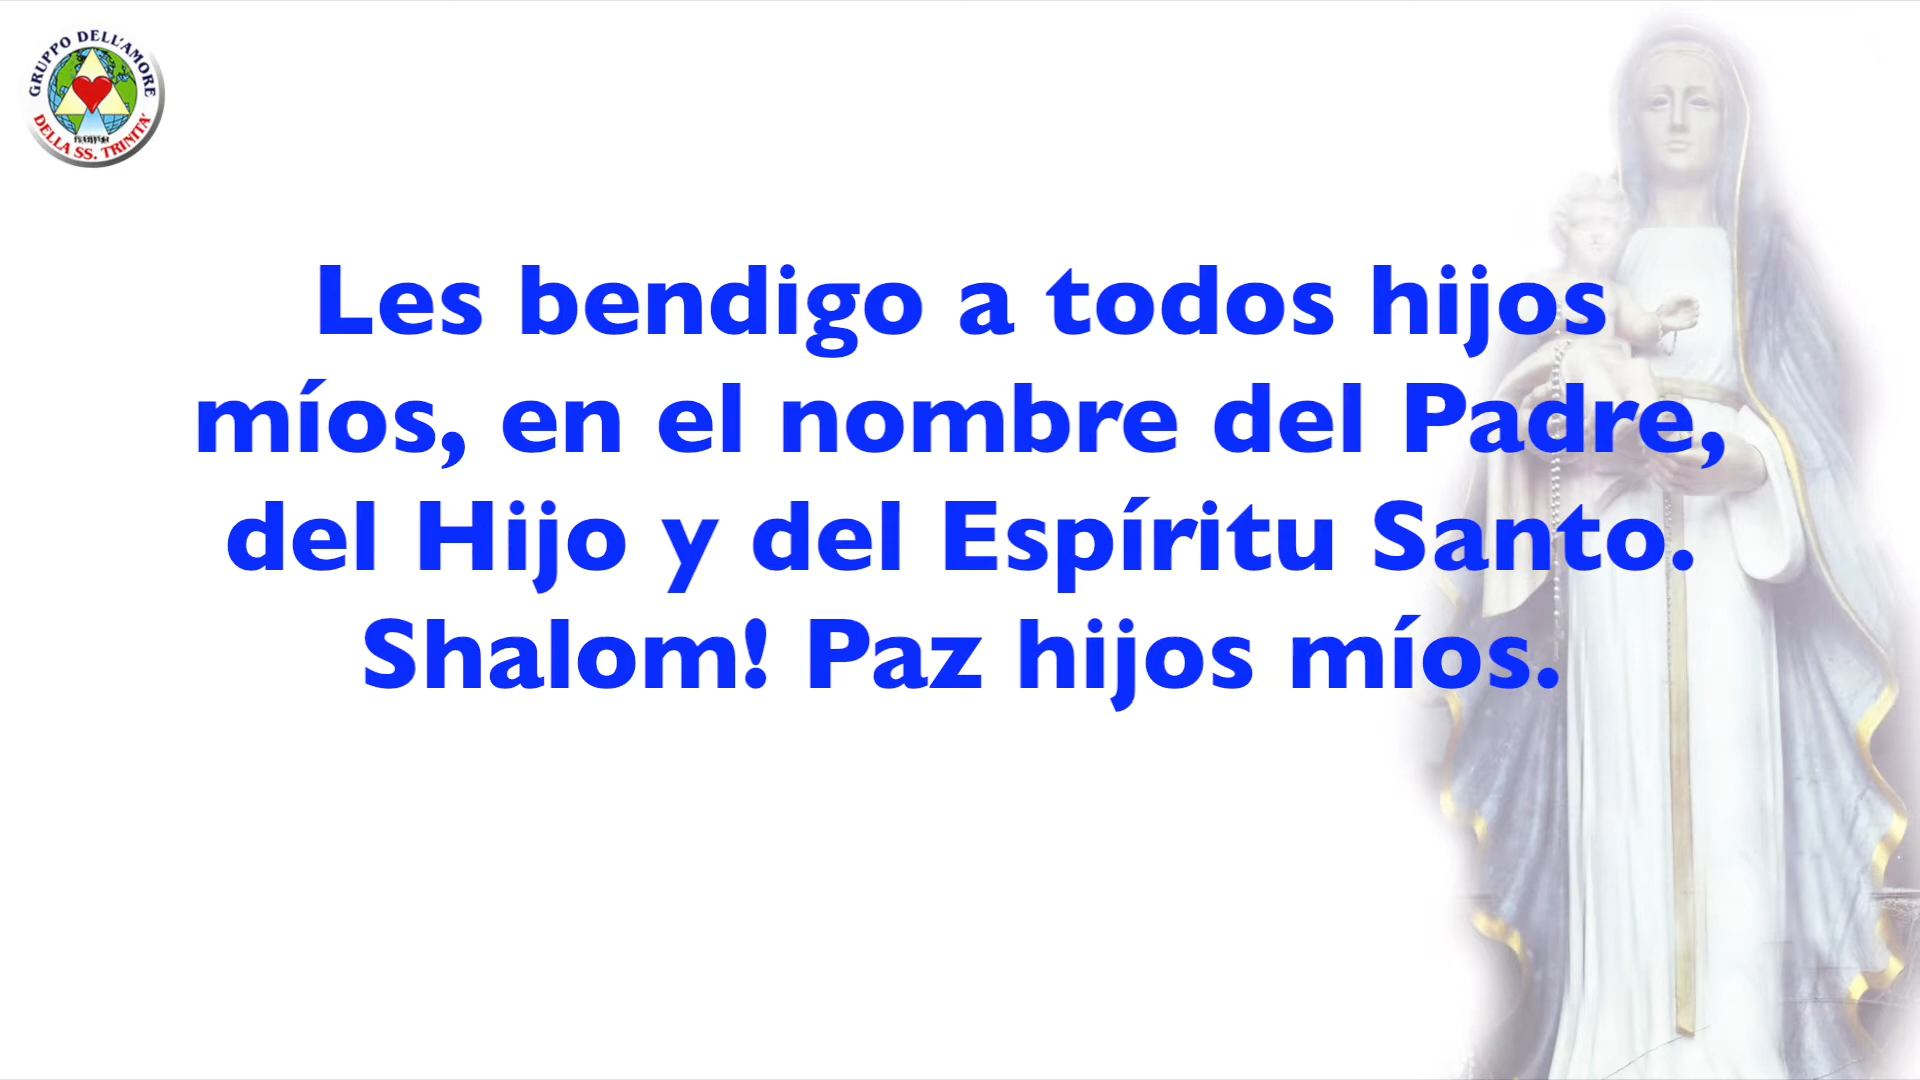 GRUPPO DELL'AMORE
DELLA SS. TRINITA'
Les bendigo a todos hijos
míos, en el nombre del Padre,
del Hijo y del Espíritu Santo.
Shalom! Paz hijos míos.